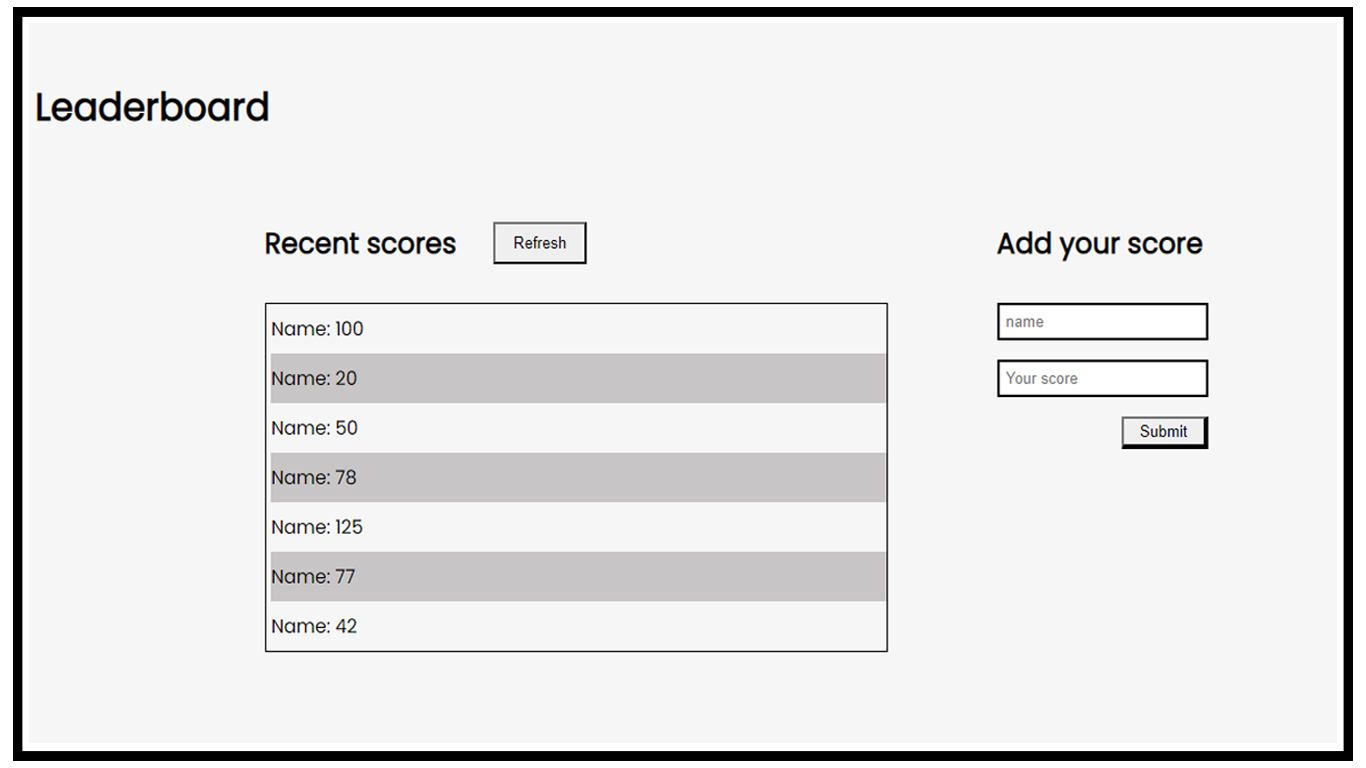 Leaderboard
Recent scores
Refresh
Name: 100
Name: 20
Name: 50
Name: 78
Name: 125
Name: 77
Name: 42
Add your score
name
Your score
Submit